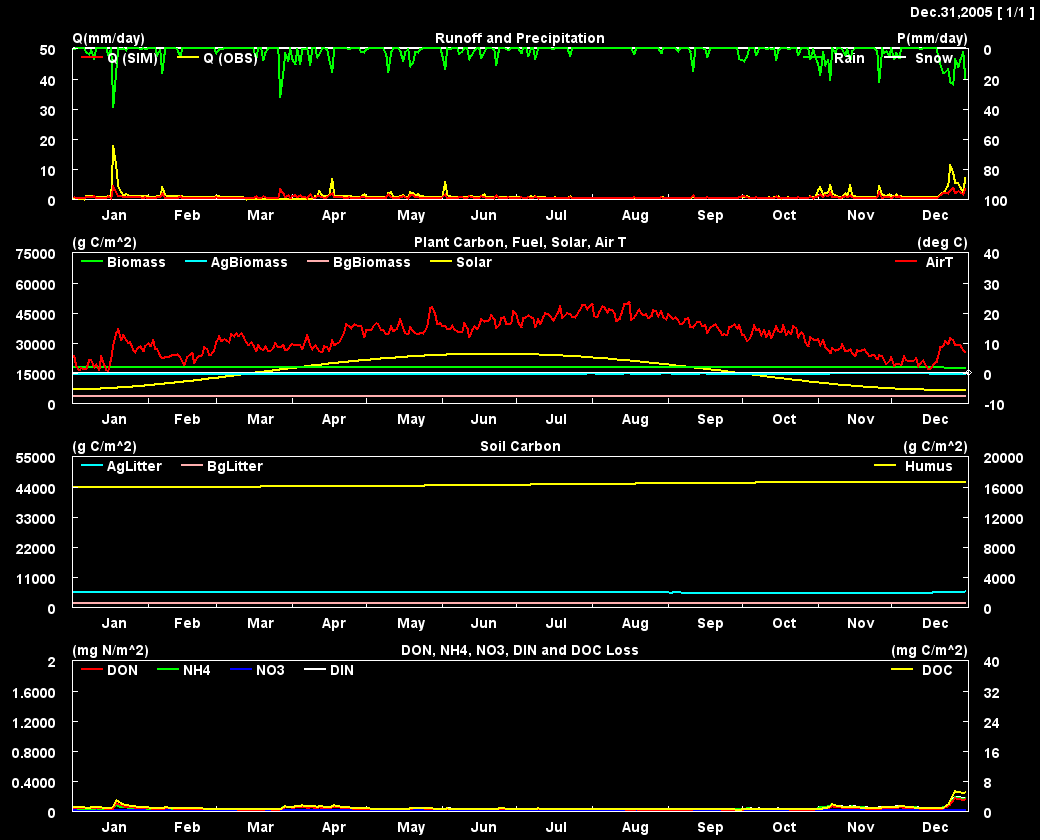 Dec.31,2005 [ 1/1 ]
Q(mm/day) Runoff and Precipitation P(mm/day)
50 0
Q (SIM) Q (OBS) Rain Snow
40 20
30 40
20 60
10 80
0 100
Jan Feb Mar Apr May Jun Jul Aug Sep Oct Nov Dec
(g C/m^2) Plant Carbon, Fuel, Solar, Air T (deg C)
75000 40
Biomass AgBiomass BgBiomass Solar AirT
60000 30
45000 20
30000 10
15000 0
0 -10
Jan Feb Mar Apr May Jun Jul Aug Sep Oct Nov Dec
(g C/m^2) Soil Carbon (g C/m^2)
55000 20000
AgLitter BgLitter Humus
44000 16000
33000 12000
22000 8000
11000 4000
0 0
Jan Feb Mar Apr May Jun Jul Aug Sep Oct Nov Dec
(mg N/m^2) DON, NH4, NO3, DIN and DOC Loss (mg C/m^2)
2 40
DON NH4 NO3 DIN DOC
1.6000 32
1.2000 24
0.8000 16
0.4000 8
0 0
Jan Feb Mar Apr May Jun Jul Aug Sep Oct Nov Dec